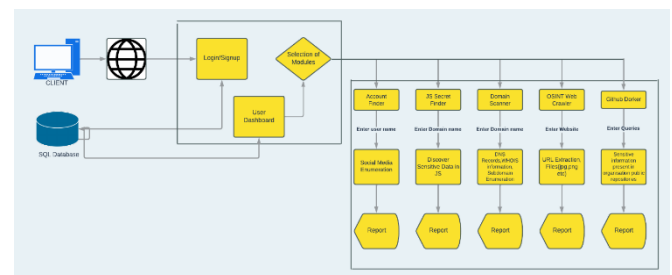 CLIENT
Login/Signup
Selection of
Modules
User
Dashboard
SQL Database
Account
Finder
JS Secret
Finder
Domain
Scanner
OSINT Web
Crawler
Github Dorker
Enter user name
Enter Domain name
Enter Domain name
Enter Website
Enter Queries
Social Media
Enumeration
Discover
Sensitive Data in
JS
DNS
Records,WHOIS
information,
Subdomain
Enumeration
URL Extraction
Files(jpg,png
etc)
Sensitive
information
present in
organisation public
repositories
Report
Report
Report
Report
Report